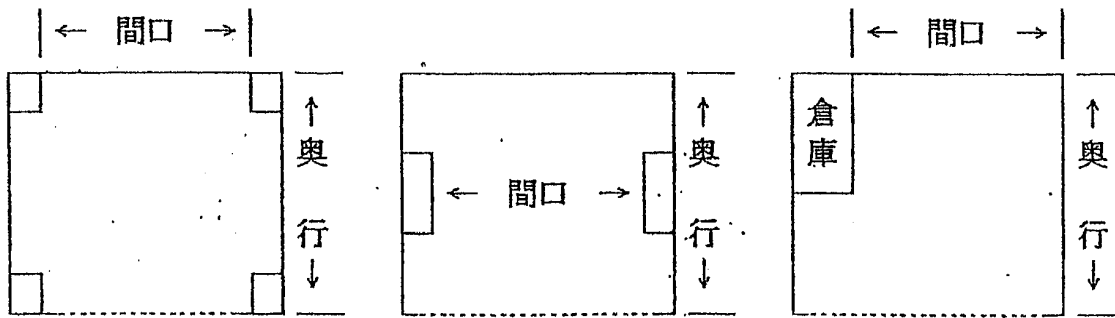 ← 間口 →
← 間口 →
← 奥行 →
← 間口 →
← 奥行 →
倉庫
← 奥行 →